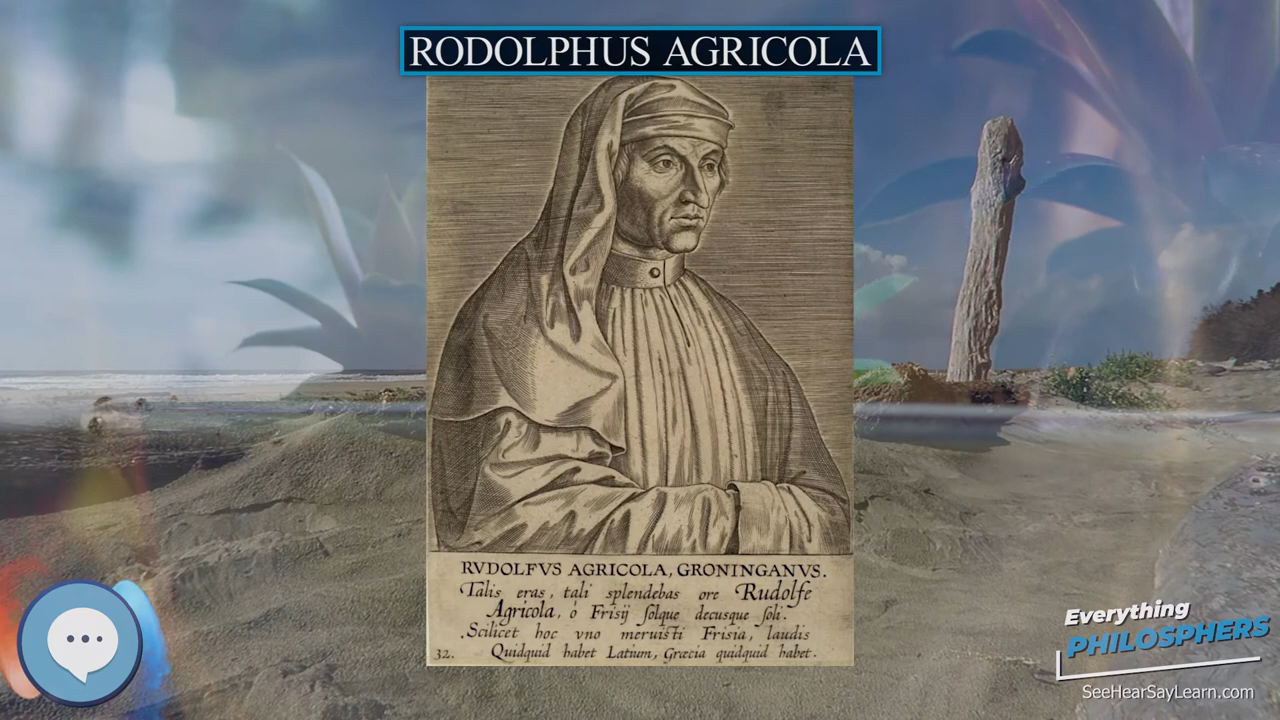 RODOLPHUS AGRICOLA
RVDOLFVS AGRICOLA, GRONINGANVS.
Talis eras, tali splendebas ore Rudolfe
Agricola, ô Frisij ſolque decusque ſoli.
Scilicet hoc vno meruisti Frisia, laudis
32. Quidquid habet Latium, Græcia quidquid habet.
Everything
PHILOSPHERS
SeeHearSayLearn.com